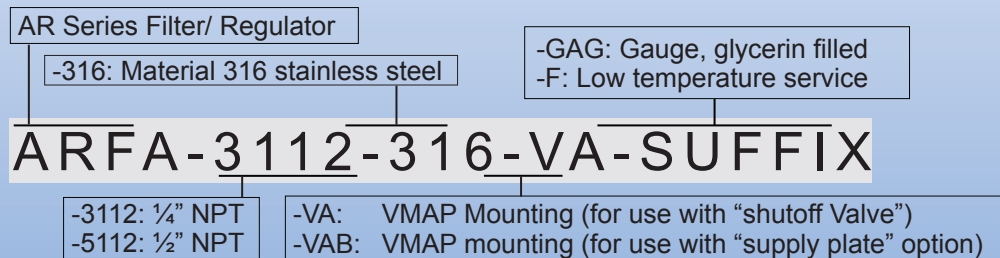 AR Series Filter/ Regulator
-316: Material 316 stainless steel
-GAG: Gauge, glycerin filled
-F: Low temperature service
ARFA-3112-316-VA-SUFFIX
-3112: ¼” NPT
-5112: ½” NPT
-VA: VMAP Mounting (for use with “shutoff Valve”)
-VAB: VMAP mounting (for use with “supply plate” option)